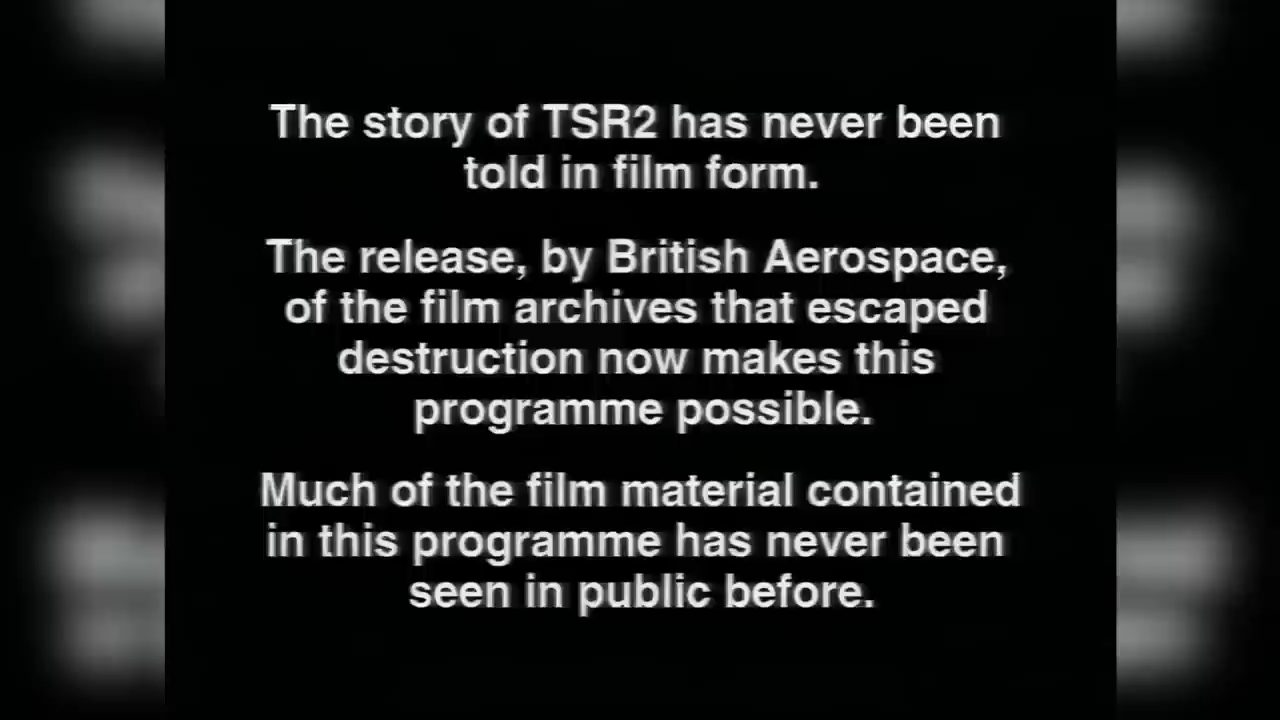 The story of TSR2 has never been
told in film form.
The release, by British Aerospace,
of the film archives that escaped
destruction now makes this
programme possible.
Much of the film material contained
in this programme has never been
seen in public before.